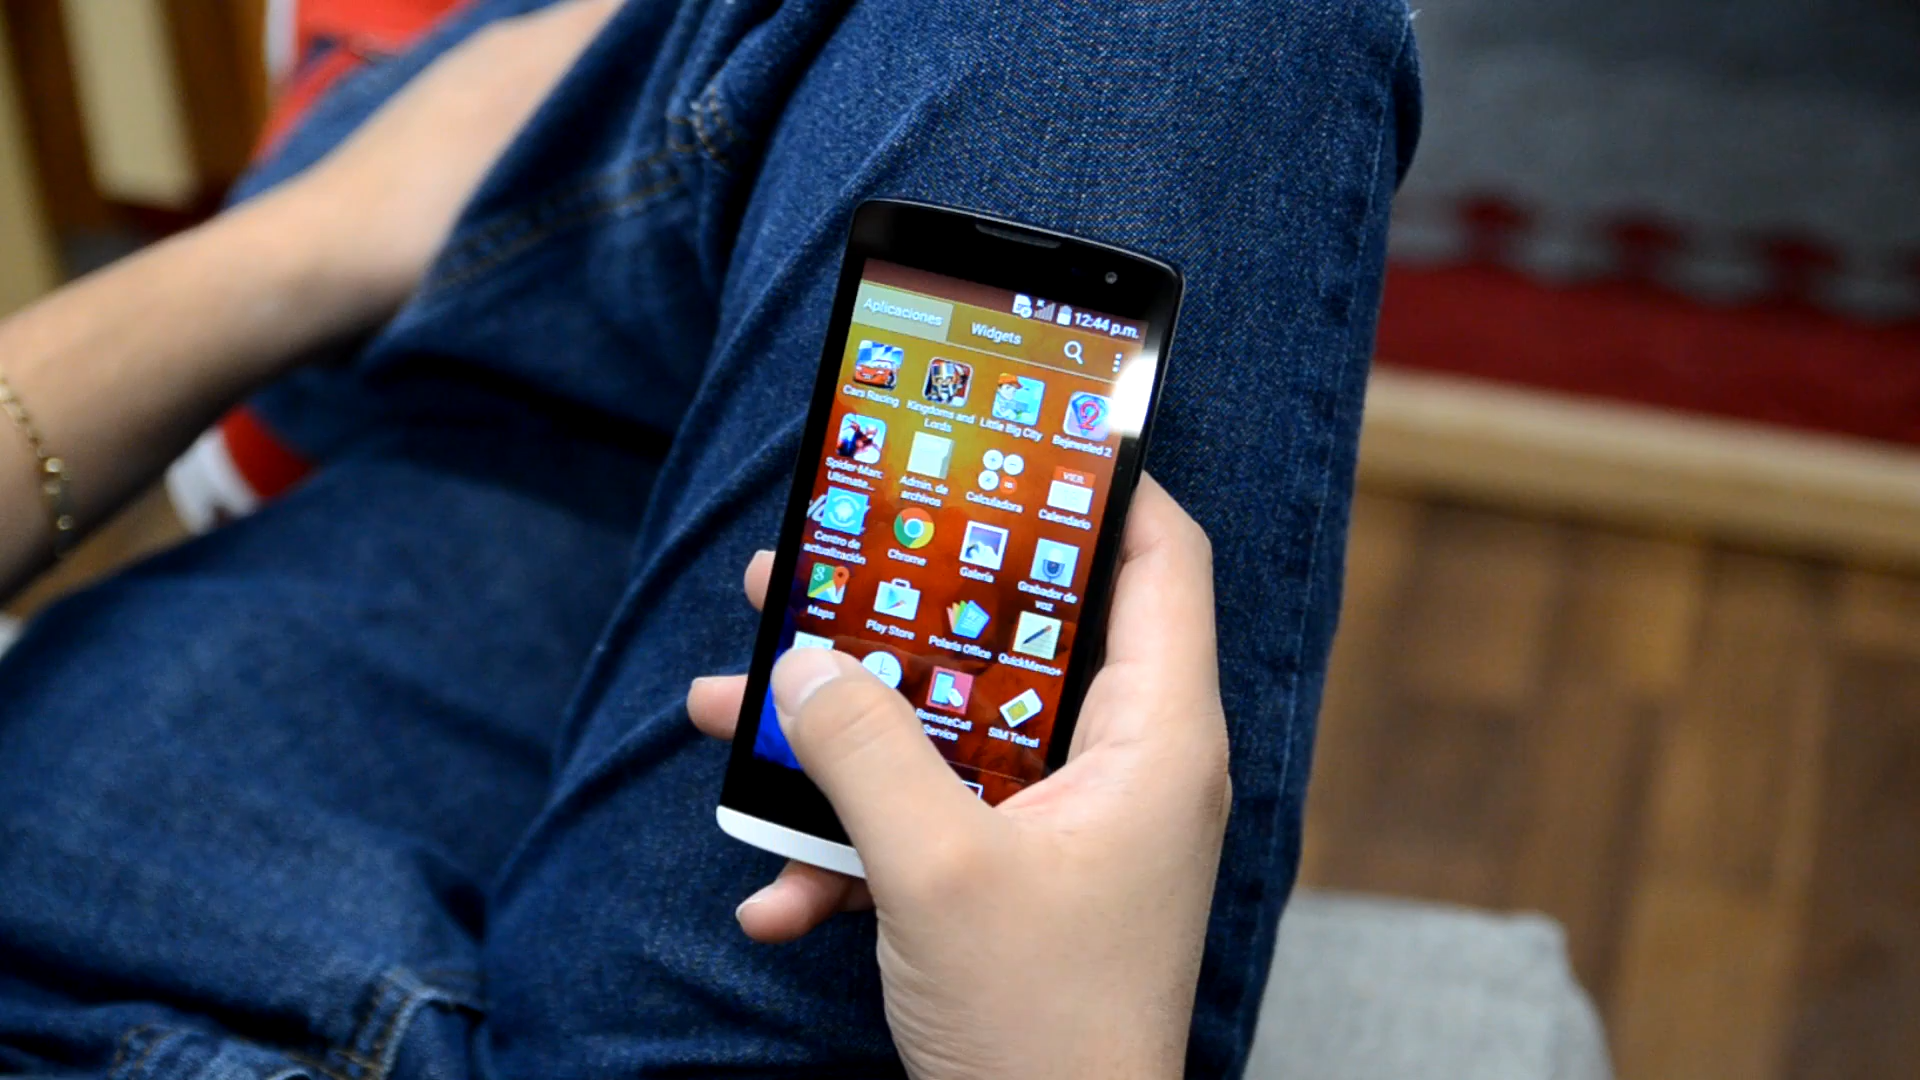 12:44 p.m.
Aplicaciones
Widgets
Cars Racing
Kingdoms and
Lords
Little Big City
Bejeweled 2
Spider-Man:
Ultimate...
Admin. de
archivos
Calculadora
VIER.
Calendario
Centro de
actualización
Chrome
Galería
Grabador de
voz
Maps
Play Store
Polaris Office
QuickMemo+
RemoteCall
Service
SIM Telcel